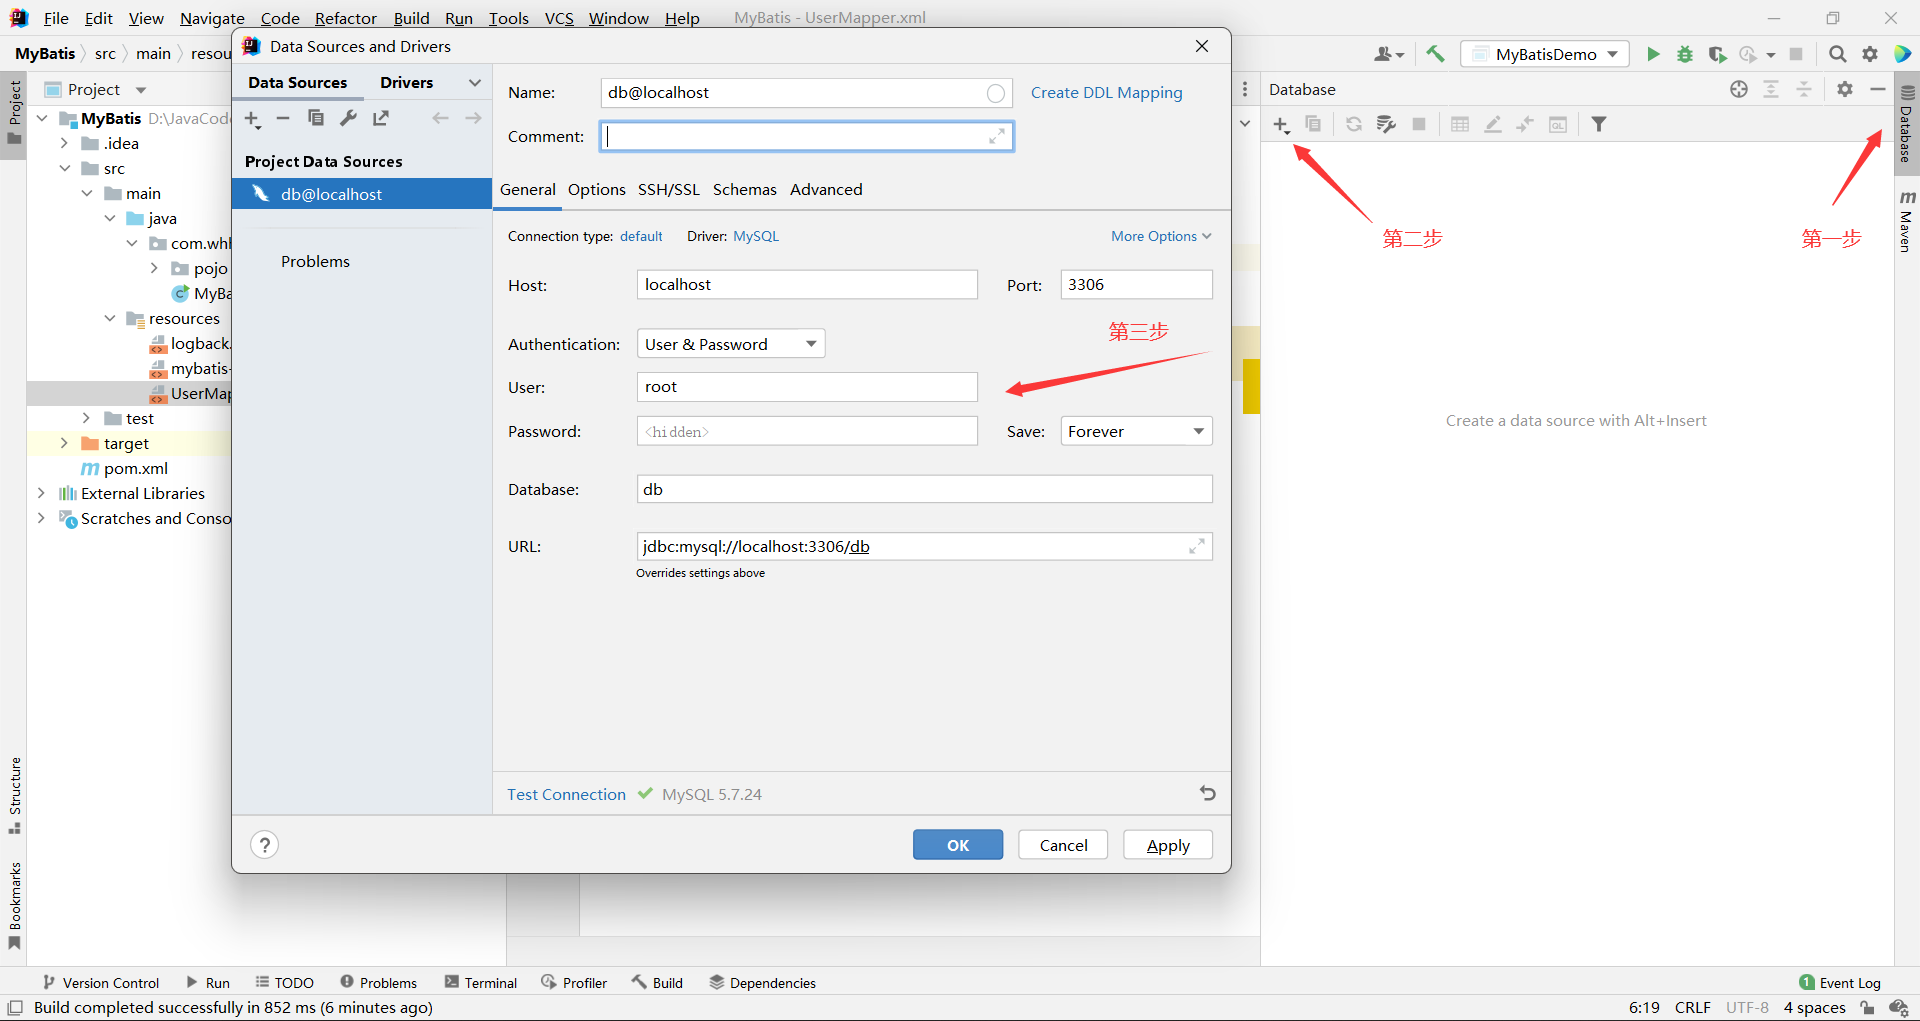 File Edit View Navigate Code Refactor Build Run Tools VCS Window Help MyBatis - UserMapper.xml
MyBatis src main resou
MyBatisDemo
Data Sources and Drivers
Data Sources Drivers
Project Data Sources
db@localhost
Problems
Name: db@localhost Create DDL Mapping
Comment:
General Options SSH/SSL Schemas Advanced
Connection type: default Driver: MySQL More Options
Host: localhost Port: 3306
第三步
Authentication: User & Password
User: root
Password: <hidden> Save: Forever
Database: db
URL: jdbc:mysql://localhost:3306/db
Overrides settings above
Test Connection MySQL 5.7.24
? OK Cancel Apply
Project
Project
MyBatis D:\JavaCod
.idea
src
main
java
com.whl
pojo
C MyBa
resources
logback.
mybatis-
UserMap
test
target
m pom.xml
External Libraries
Scratches and Conso
Structure
Bookmarks
Database
QL
第二步
第一步
Create a data source with Alt+Insert
Database
m Maven
Version Control Run TODO Problems Terminal Profiler Build Dependencies 1 Event Log
Build completed successfully in 852 ms (6 minutes ago) 6:19 CRLF UTF-8 4 spaces